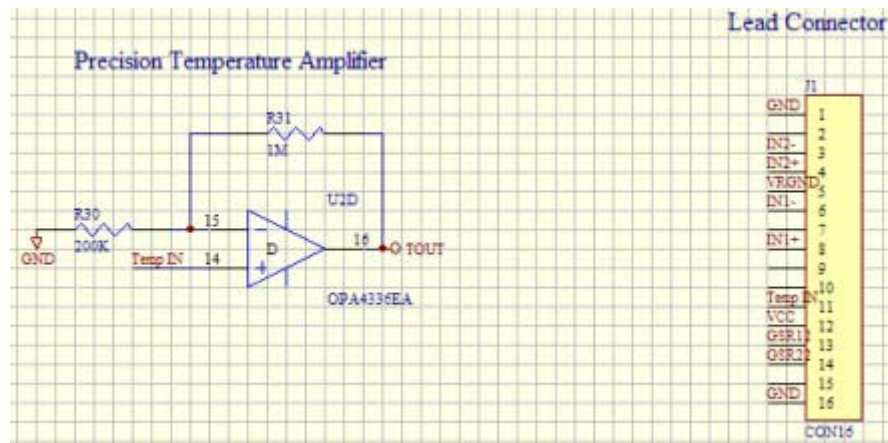 Lead Connector
Precision Temperature Amplifier
J1
R31
1M
U2D
R30
200K
15
16
TOUT
GND
Temp IN
14
D
OPA4336EA
GND
1
2
IN2-
3
IN2+
4
VRGND
5
IN1-
6
7
IN1+
8
9
10
Temp IN
11
VCC
12
GSR12
13
GSR22
14
15
GND
16
CON16